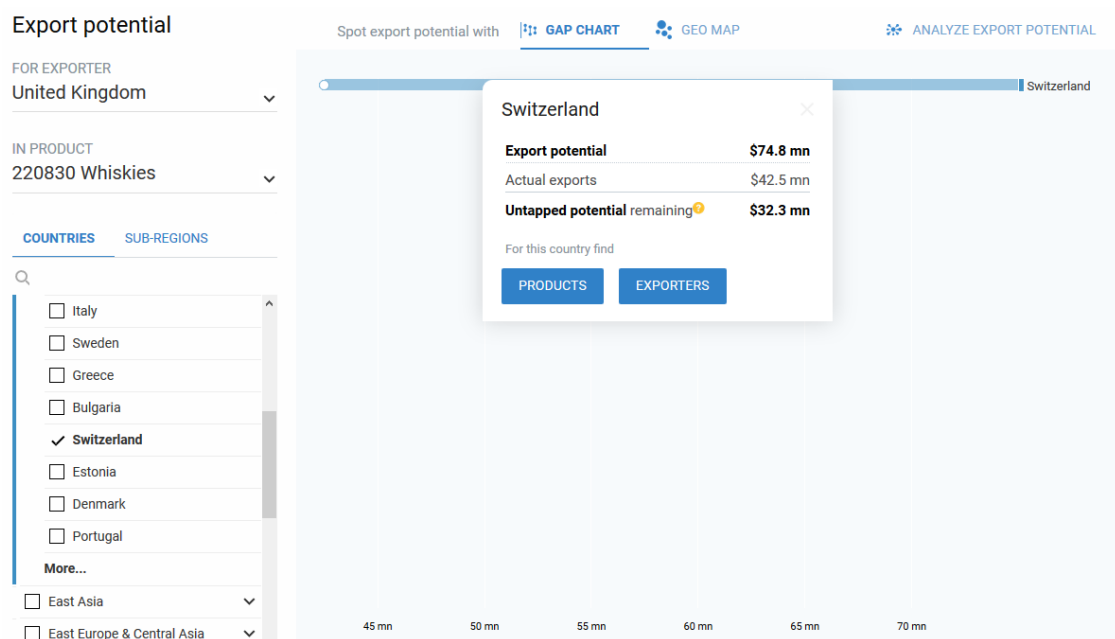 Export potential
Spot export potential with
GAP CHART
GEO MAP
ANALYZE EXPORT POTENTIAL
FOR EXPORTER
United Kingdom
IN PRODUCT
220830 Whiskies
COUNTRIES
SUB-REGIONS
Italy
Sweden
Greece
Bulgaria
Switzerland
Estonia
Denmark
Portugal
More...
East Asia
East Europe & Central Asia
Switzerland
Switzerland
Export potential $74.8 mn
Actual exports $42.5 mn
Untapped potential remaining? $32.3 mn
For this country find
PRODUCTS
EXPORTERS
45 mn 50 mn 55 mn 60 mn 65 mn 70 mn